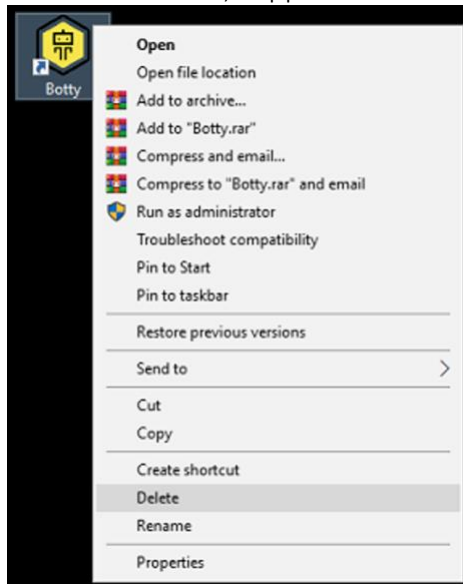 Botty
Open
Open file location
Add to archive...
Add to "Botty.rar"
Compress and email...
Compress to "Botty.rar" and email
Run as administrator
Troubleshoot compatibility
Pin to Start
Pin to taskbar
Restore previous versions
Send to
Cut
Copy
Create shortcut
Delete
Rename
Properties